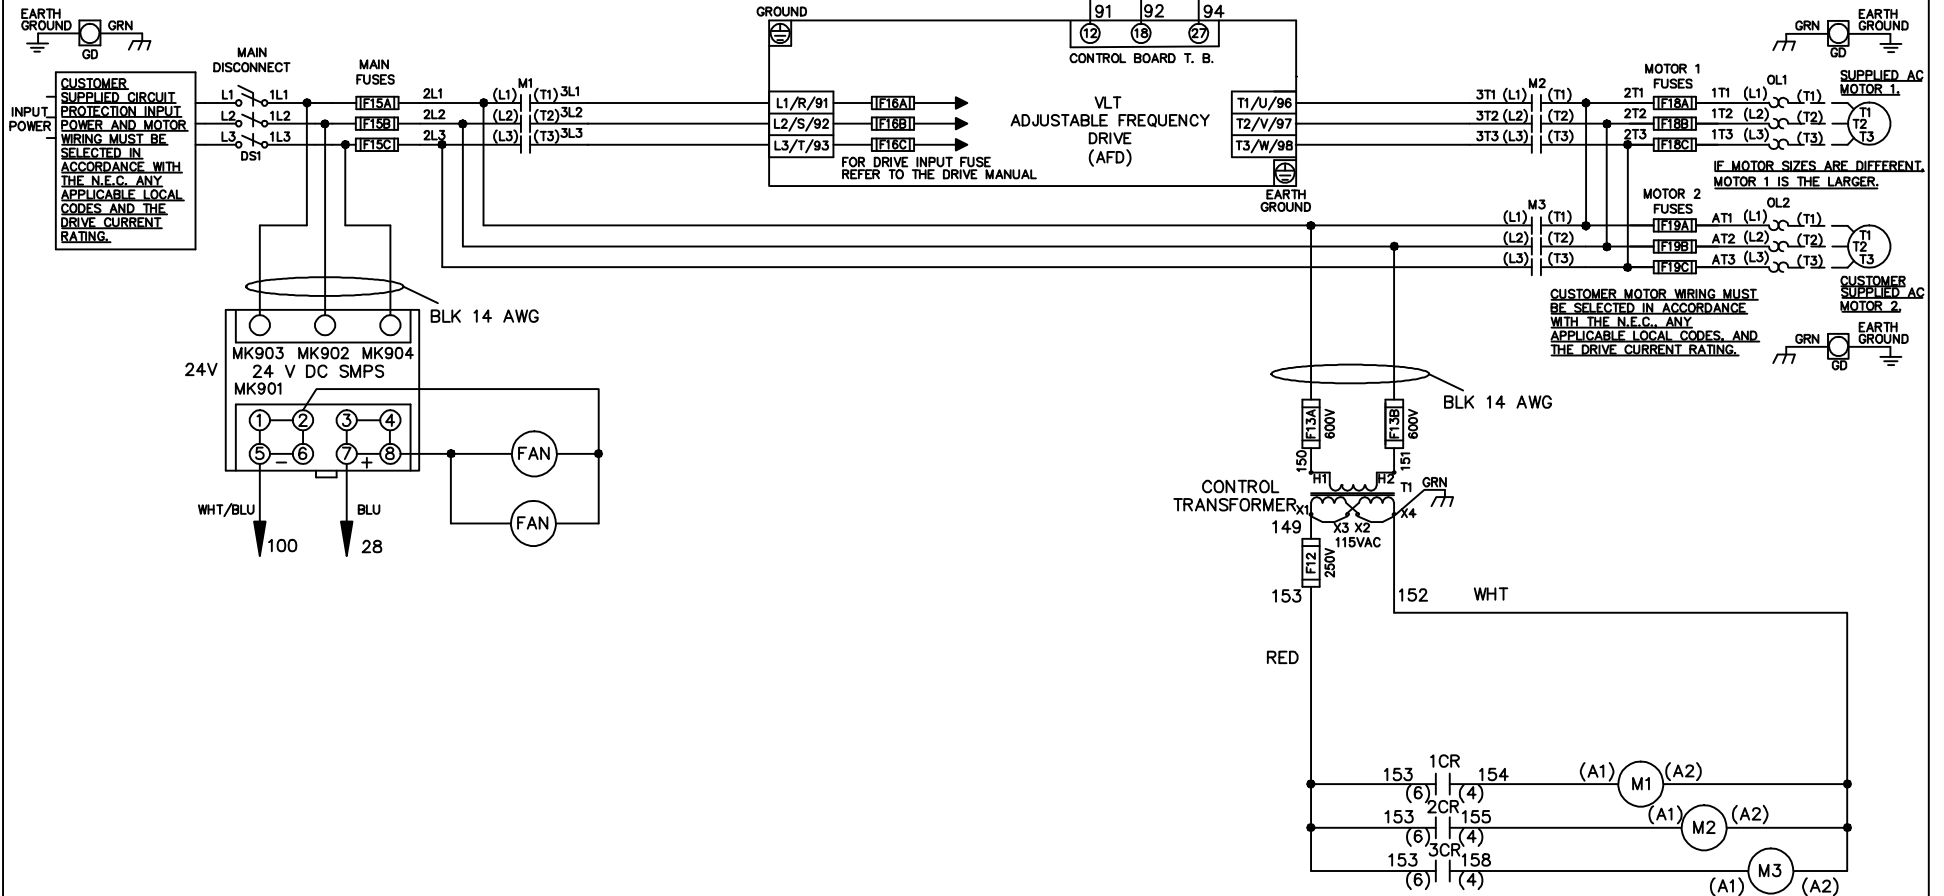 EARTH
GROUND
GRN
GD
INPUT
POWER
CUSTOMER
SUPPLIED CIRCUIT
PROTECTION INPUT
POWER AND MOTOR
WIRING MUST BE
SELECTED IN
ACCORDANCE WITH
THE N.E.C. ANY
APPLICABLE LOCAL
CODES AND THE
DRIVE CURRENT
RATING.
MAIN
DISCONNECT
L1 1L1
L2 1L2
L3 1L3
DS1
MAIN
FUSES
F15A
F15B
F15C
2L1
2L2
2L3
M1
(L1) (T1) 3L1
(L2) (T2) 3L2
(L3) (T3) 3L3
GROUND
91 92 94
12 18 27
CONTROL BOARD T. B.
L1/R/91
L2/S/92
L3/T/93
F16A
F16B
F16C
FOR DRIVE INPUT FUSE
REFER TO THE DRIVE MANUAL
VLT
ADJUSTABLE FREQUENCY
DRIVE
(AFD)
T1/U/96
T2/V/97
T3/W/98
EARTH
GROUND
M2
3T1 (L1) (T1)
3T2 (L2) (T2)
3T3 (L3) (T3)
MOTOR 1
FUSES
2T1 F18A 1T1 (L1)
2T2 F18B 1T2 (L2)
2T3 F18C 1T3 (L3)
OL1
(T1)
(T2)
(T3)
GRN
EARTH
GROUND
GD
SUPPLIED AC
MOTOR 1.
T1
T2
T3
IF MOTOR SIZES ARE DIFFERENT,
MOTOR 1 IS THE LARGER.
M3
(L1) (T1)
(L2) (T2)
(L3) (T3)
MOTOR 2
FUSES
F19A AT1 (L1)
F19B AT2 (L2)
F19C AT3 (L3)
OL2
(T1)
(T2)
(T3)
T1
T2
T3
CUSTOMER
SUPPLIED AC
MOTOR 2.
CUSTOMER MOTOR WIRING MUST
BE SELECTED IN ACCORDANCE
WITH THE N.E.C., ANY
APPLICABLE LOCAL CODES, AND
THE DRIVE CURRENT RATING.
GRN
EARTH
GROUND
GD
BLK 14 AWG
MK903 MK902 MK904
24V
24 V DC SMPS
MK901
1 2 3 4
5 − 6 7 + 8
FAN
FAN
WHT/BLU
100
BLU
28
BLK 14 AWG
F13A
600V
F13B
600V
150
151
H1 H2
T1
GRN
CONTROL
TRANSFORMER
X1
X3 X2
X4
115VAC
149
F12
250V
153
152
WHT
RED
1CR
153 154
(6) (4)
(A1) M1 (A2)
2CR
153 155
(6) (4)
(A1) M2 (A2)
3CR
153 158
(6) (4)
(A1) M3 (A2)